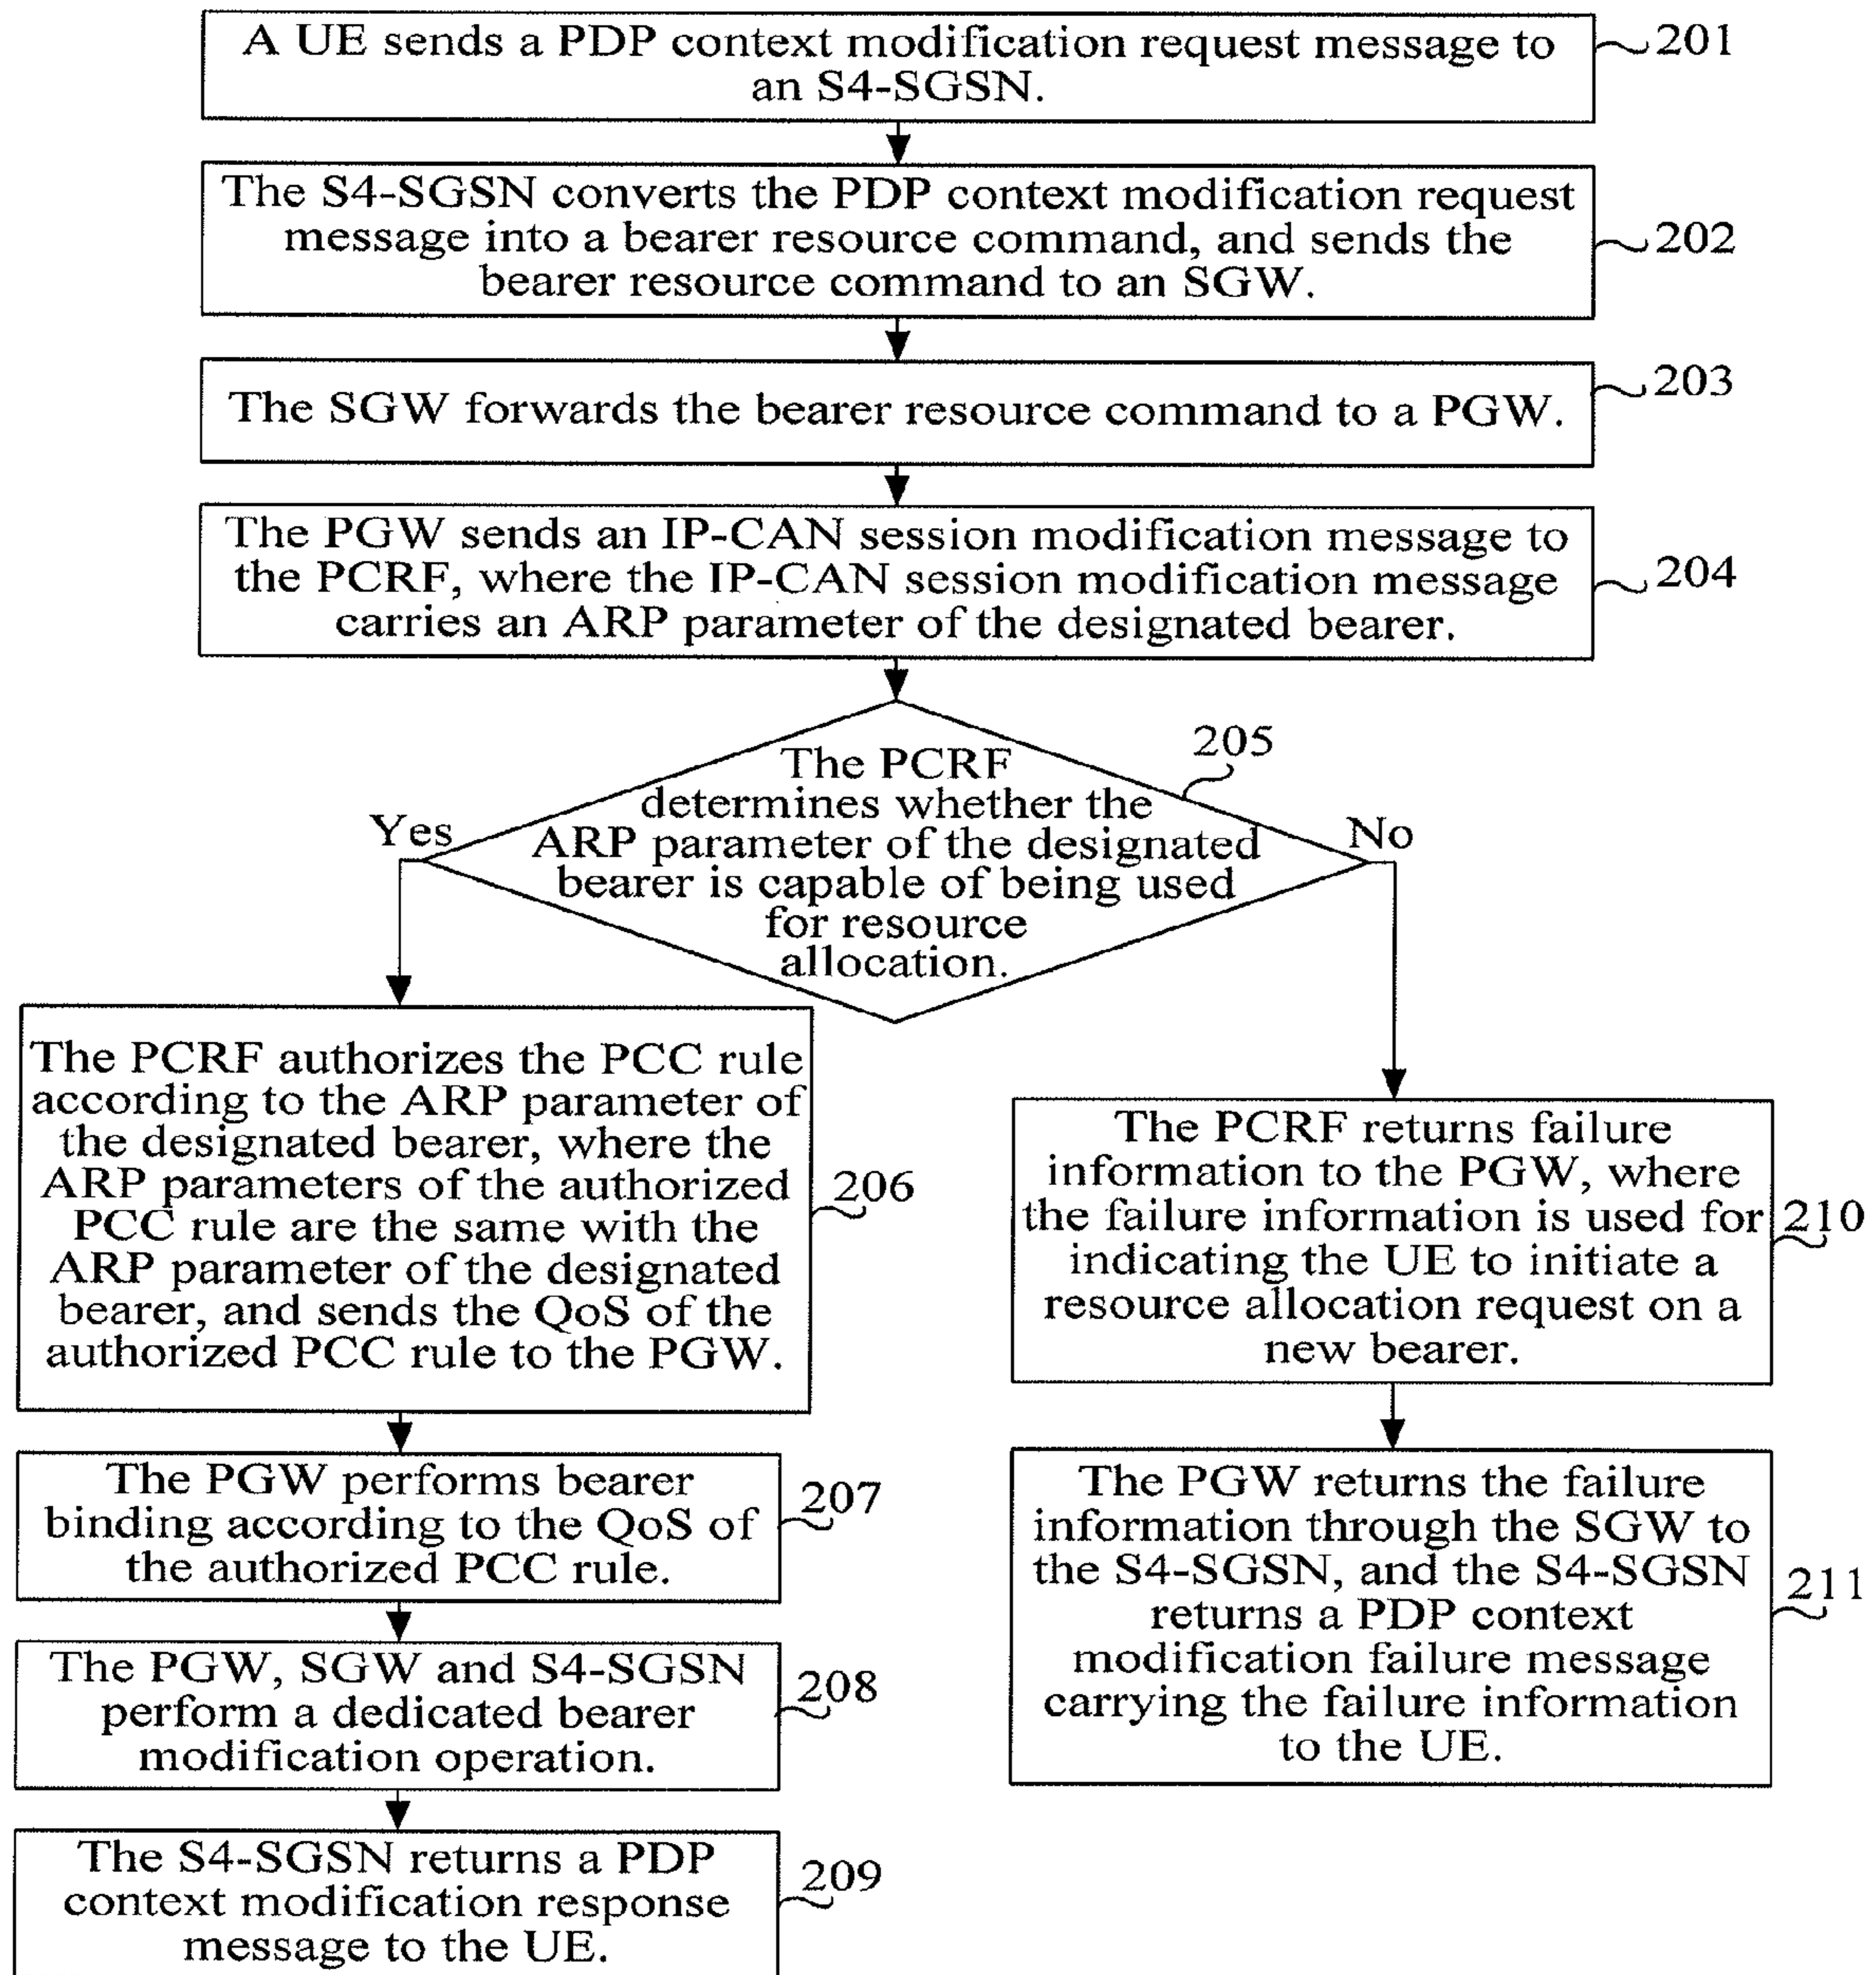 A UE sends a PDP context modification request message to
an S4-SGSN.
201
The S4-SGSN converts the PDP context modification request
message into a bearer resource command, and sends the
bearer resource command to an SGW.
202
The SGW forwards the bearer resource command to a PGW.
203
The PGW sends an IP-CAN session modification message to
the PCRF, where the IP-CAN session modification message
carries an ARP parameter of the designated bearer.
204
The PCRF
determines whether the
ARP parameter of the designated
bearer is capable of being used
for resource
allocation.
205
Yes
No
The PCRF authorizes the PCC rule
according to the ARP parameter of
the designated bearer, where the
ARP parameters of the authorized
PCC rule are the same with the
ARP parameter of the designated
bearer, and sends the QoS of the
authorized PCC rule to the PGW.
206
The PGW performs bearer
binding according to the QoS of
the authorized PCC rule.
207
The PGW, SGW and S4-SGSN
perform a dedicated bearer
modification operation.
208
The S4-SGSN returns a PDP
context modification response
message to the UE.
209
The PCRF returns failure
information to the PGW, where
the failure information is used for
indicating the UE to initiate a
resource allocation request on a
new bearer.
210
The PGW returns the failure
information through the SGW to
the S4-SGSN, and the S4-SGSN
returns a PDP context
modification failure message
carrying the failure information
to the UE.
211